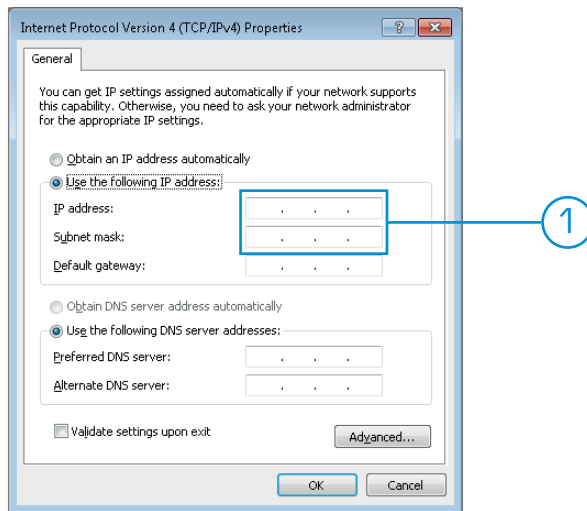 Internet Protocol Version 4 (TCP/IPv4) Properties
General
You can get IP settings assigned automatically if your network supports
this capability. Otherwise, you need to ask your network administrator
for the appropriate IP settings.
Obtain an IP address automatically
Use the following IP address:
IP address: . . .
Subnet mask: . . .
Default gateway: . . .
1
Obtain DNS server address automatically
Use the following DNS server addresses:
Preferred DNS server: . . .
Alternate DNS server: . . .
Validate settings upon exit
Advanced...
OK Cancel